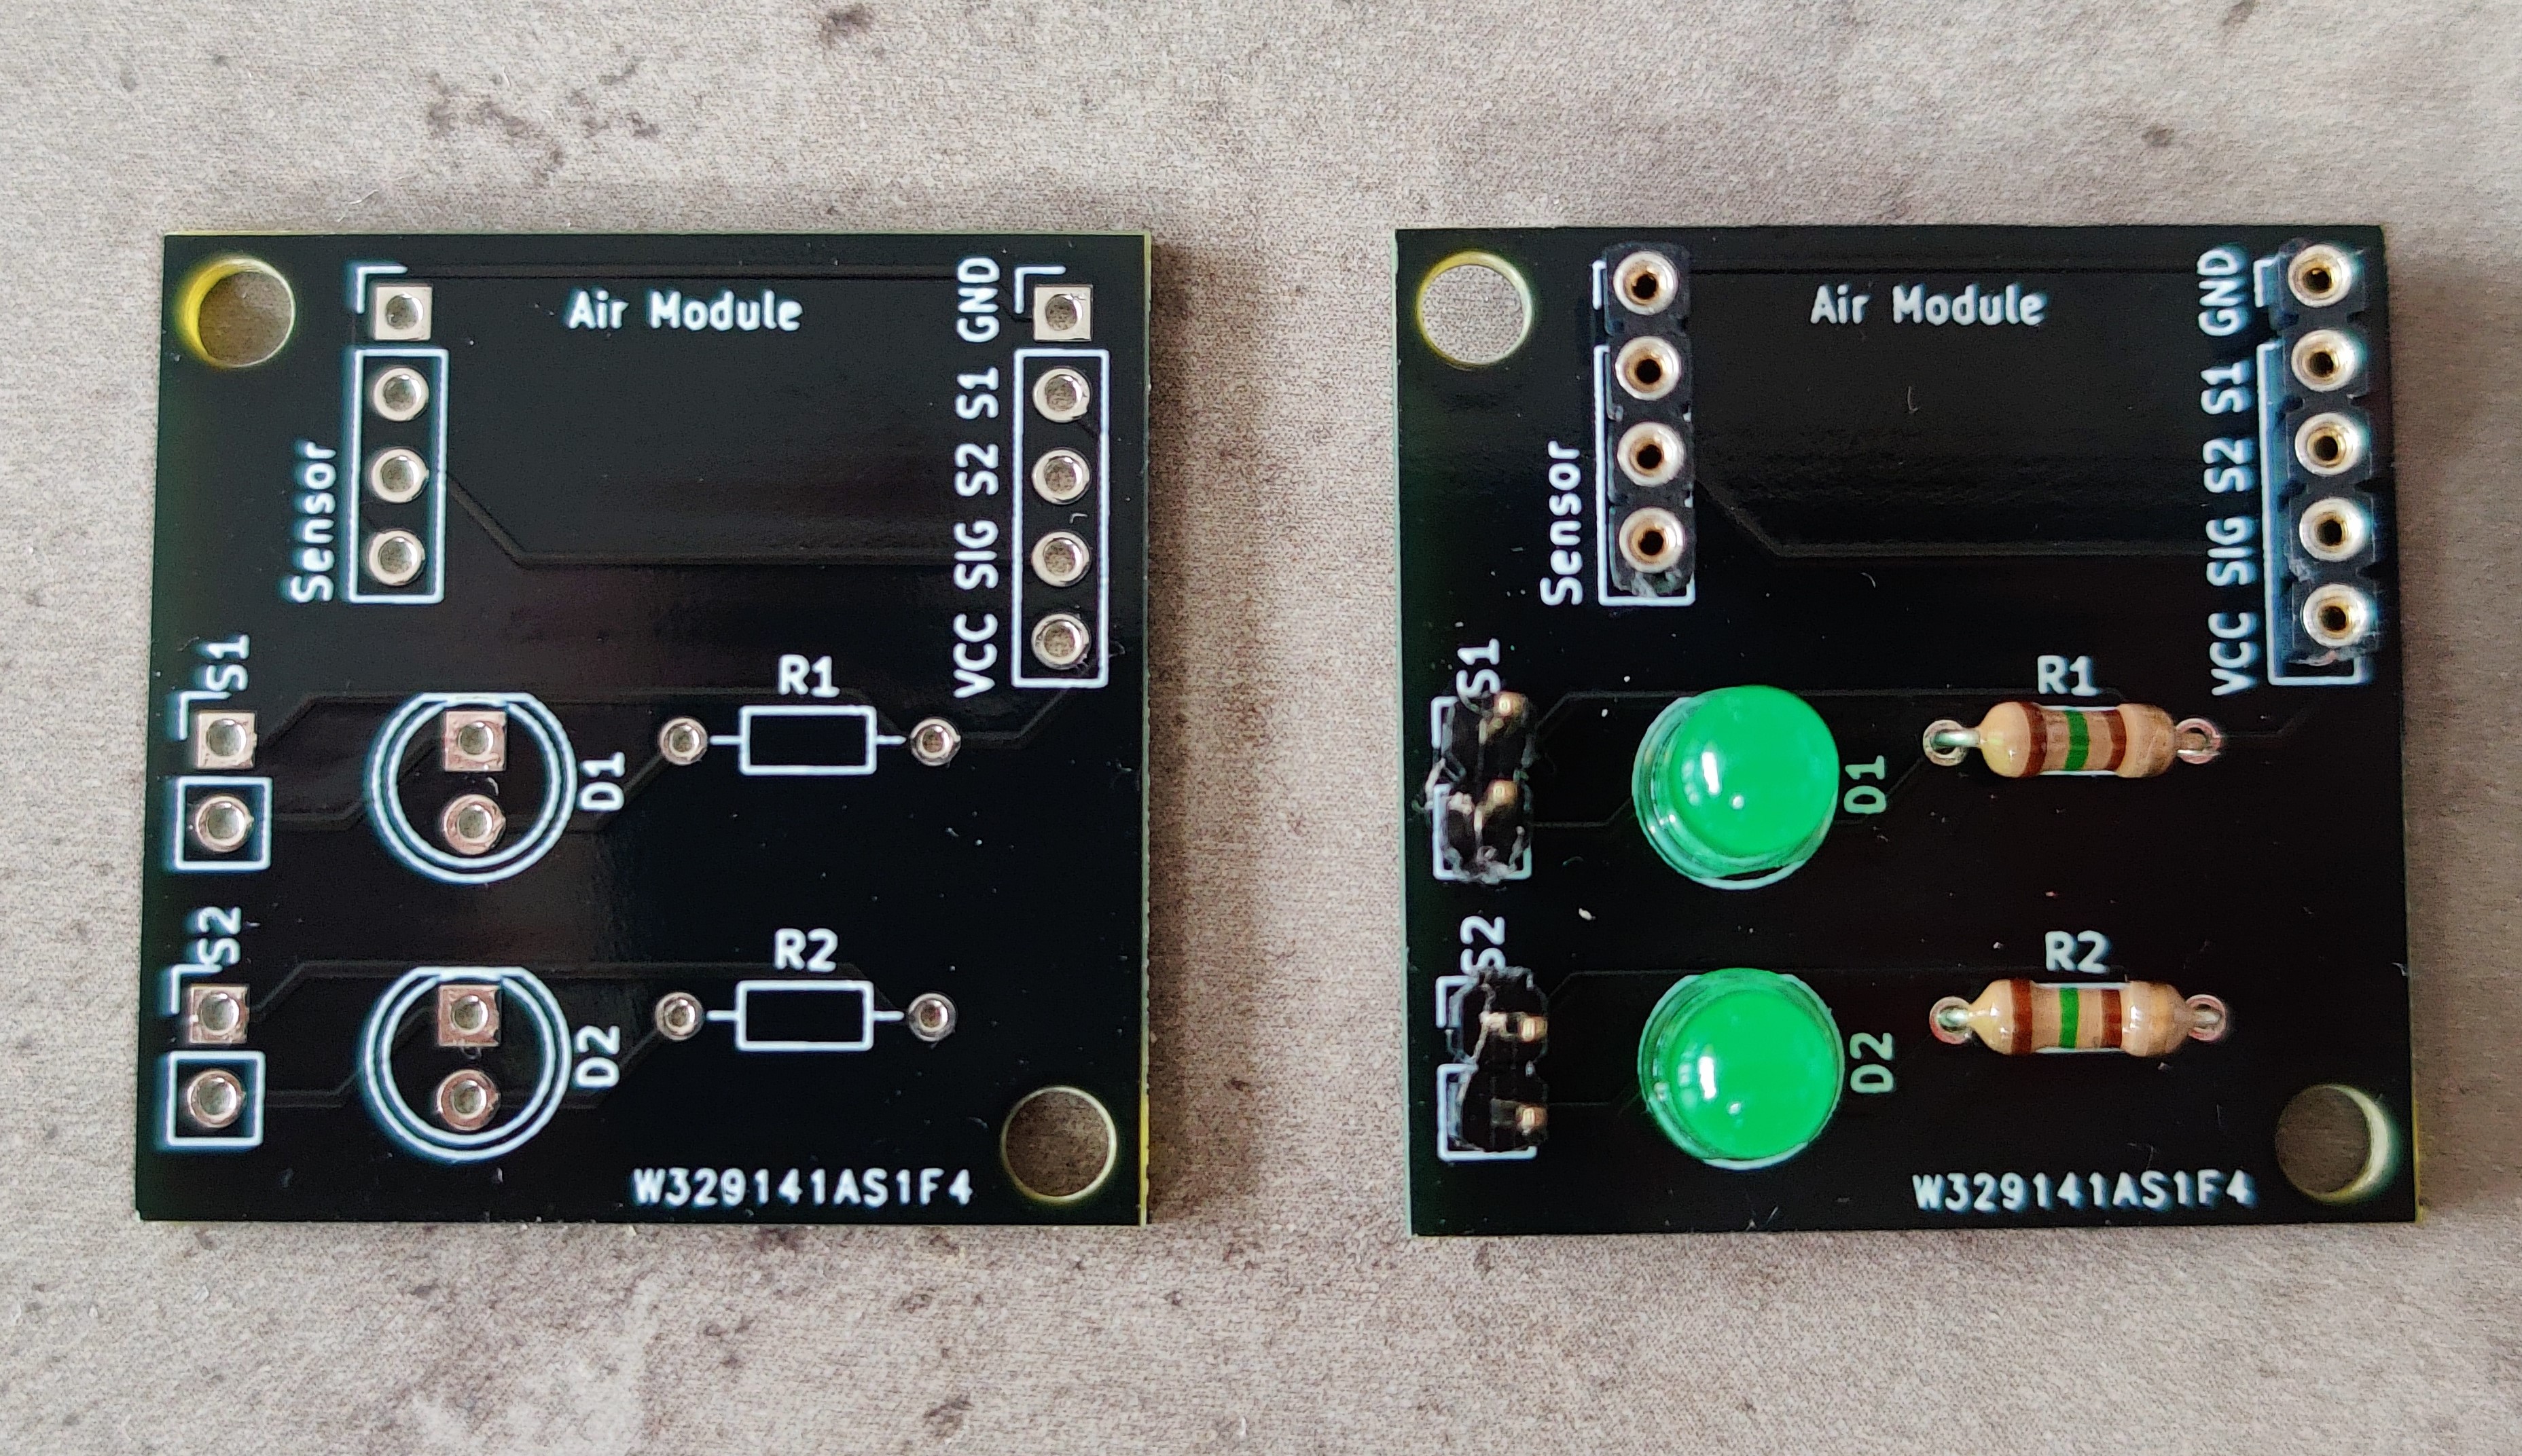 Air Module
GND
S1
S2
SIG
VCC
Sensor
S1
R1
D1
S2
R2
D2
W329141AS1F4
Air Module
GND
S1
S2
SIG
VCC
Sensor
S1
R1
D1
S2
R2
D2
W329141AS1F4